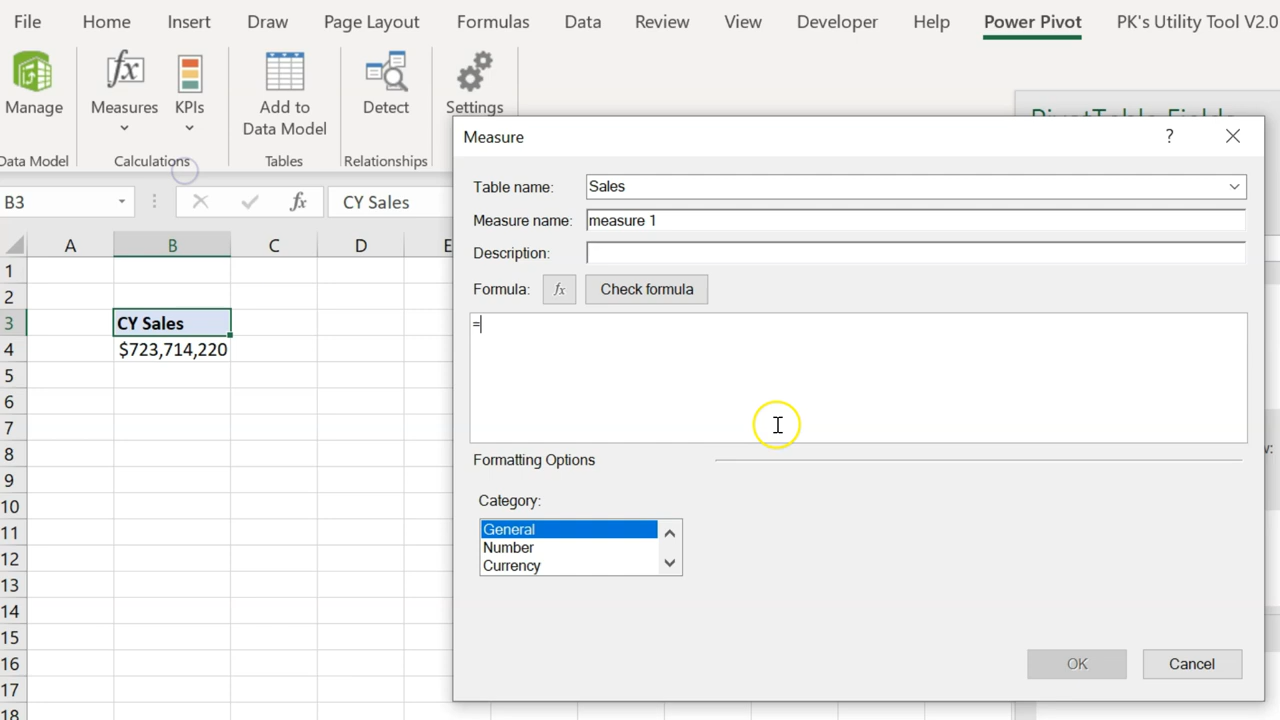 File Home Insert Draw Page Layout Formulas Data Review View Developer Help Power Pivot PK's Utility Tool V2.0
Manage Measures KPIs Add to Data Model Detect Settings
Data Model Calculations Tables Relationships
PivotTable Fields
B3 fx CY Sales
A B C D E
1
2
3 CY Sales
4 $723,714,220
5
6
7
8
9
10
11
12
13
14
15
16
17
18
Measure ?
Table name: Sales
Measure name: measure 1
Description:
Formula: fx Check formula
=
Formatting Options
Category:
General
Number
Currency
OK Cancel